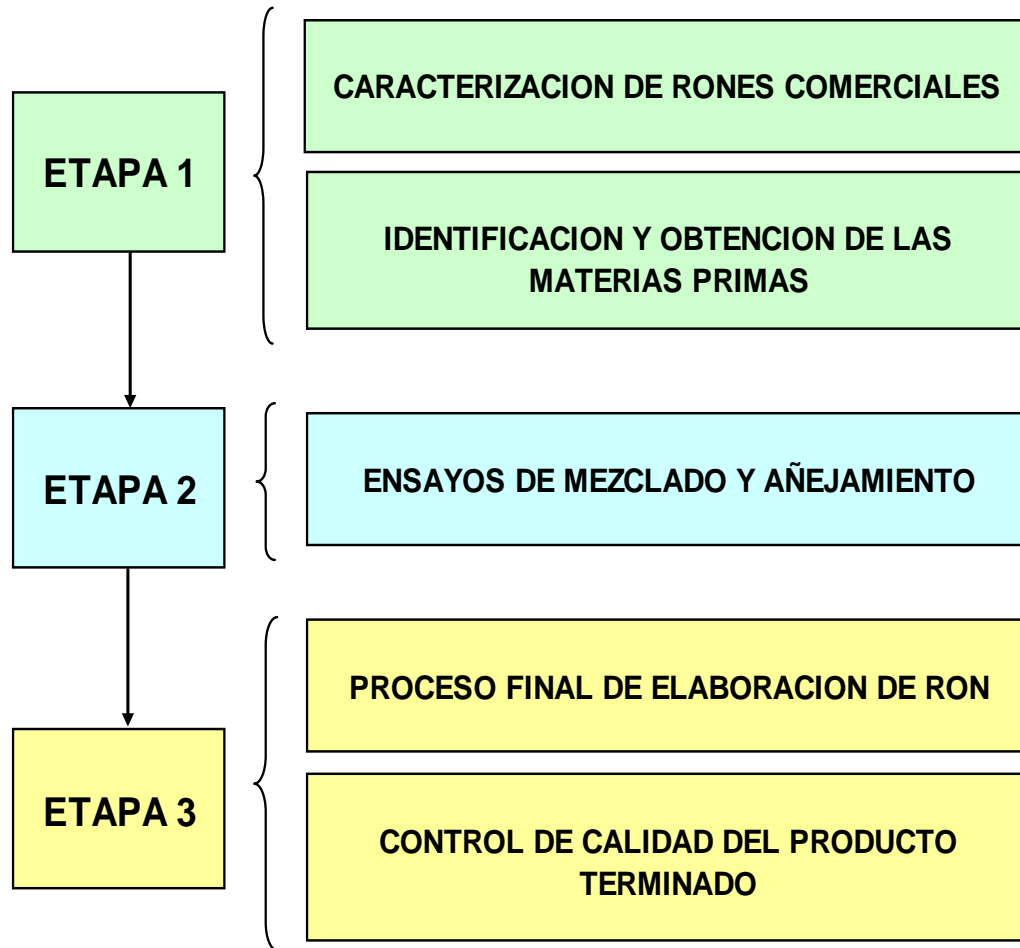 ETAPA 1
CARACTERIZACION DE RONES COMERCIALES
IDENTIFICACION Y OBTENCION DE LAS
MATERIAS PRIMAS
ETAPA 2
ENSAYOS DE MEZCLADO Y AÑEJAMIENTO
ETAPA 3
PROCESO FINAL DE ELABORACION DE RON
CONTROL DE CALIDAD DEL PRODUCTO
TERMINADO